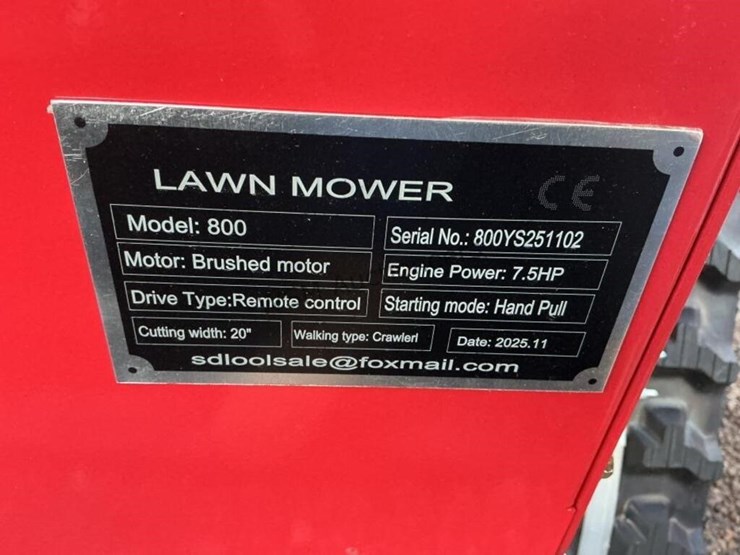 LAWN MOWER CE
Model: 800
Serial No.: 800YS251102
Motor: Brushed motor
Engine Power: 7.5HP
Drive Type:Remote control
Starting mode: Hand Pull
Cutting width: 20"
Walking type: Crawlerl
Date: 2025.11
sdloolsale@foxmail.com